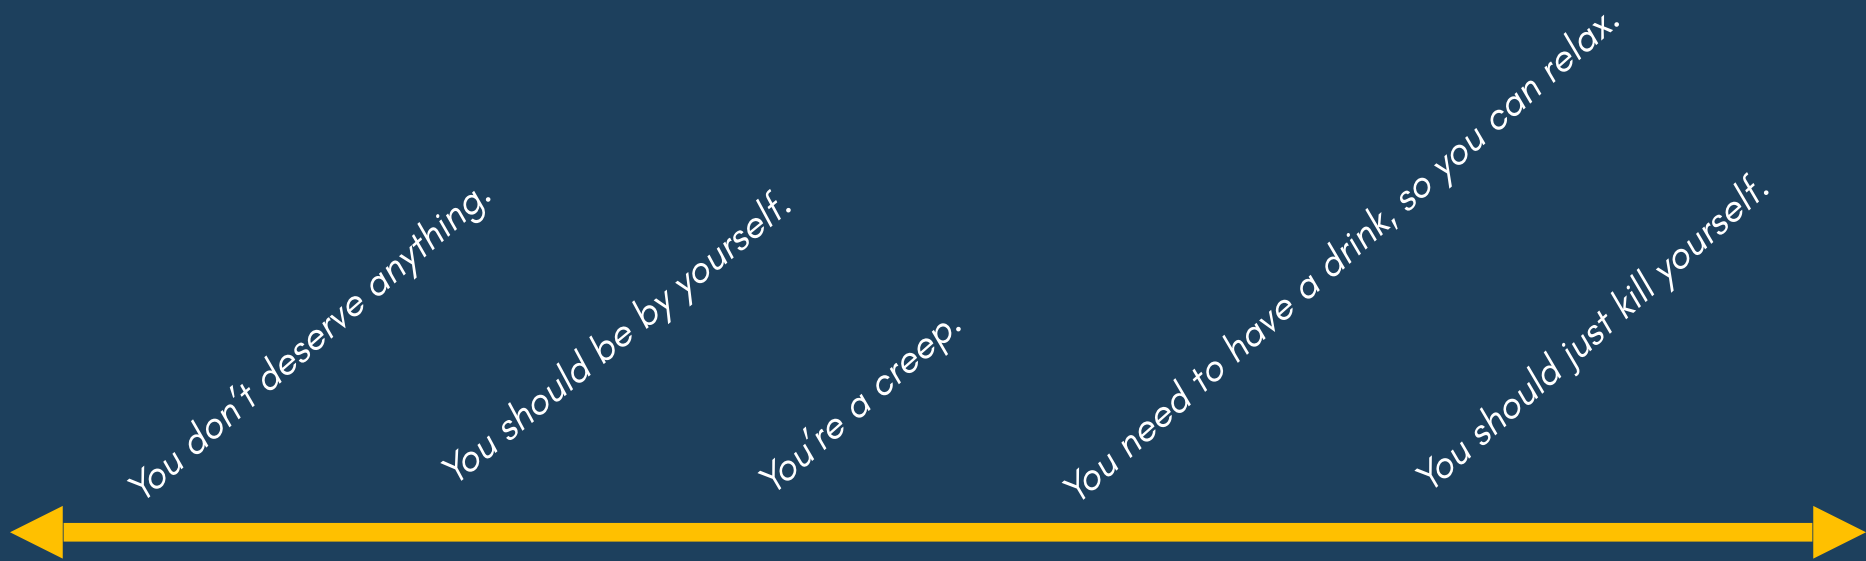 You don't deserve anything.
You should be by yourself.
You're a creep.
You need to have a drink, so you can relax.
You should just kill yourself.